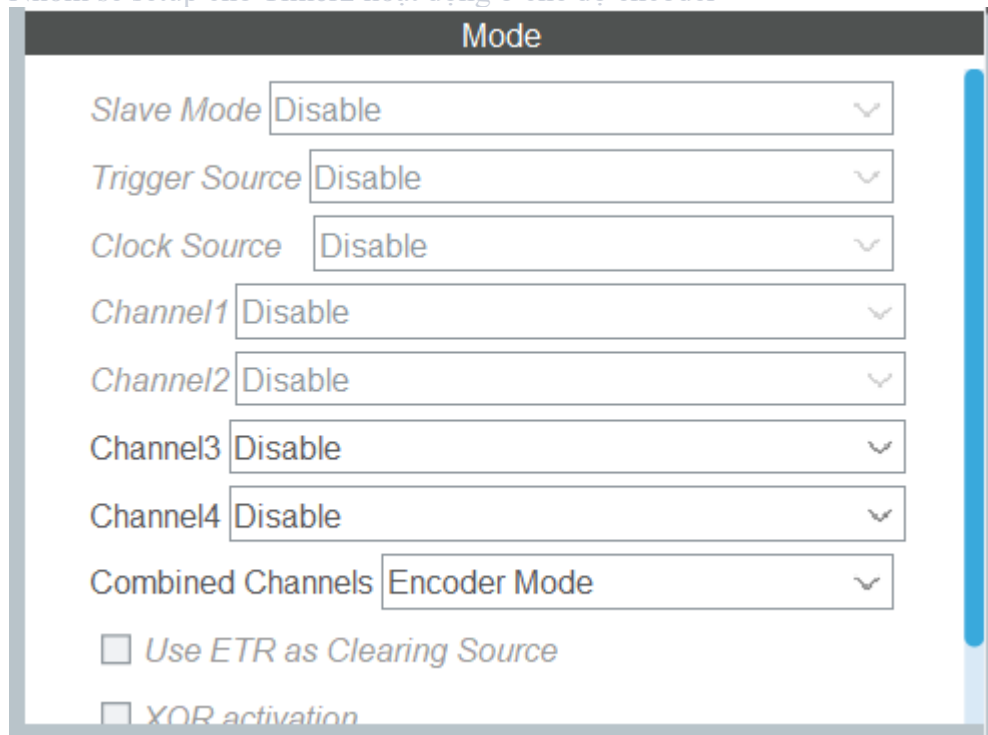 Mode
Slave Mode Disable
Trigger Source Disable
Clock Source Disable
Channel1 Disable
Channel2 Disable
Channel3 Disable
Channel4 Disable
Combined Channels Encoder Mode
Use ETR as Clearing Source
XOR activation